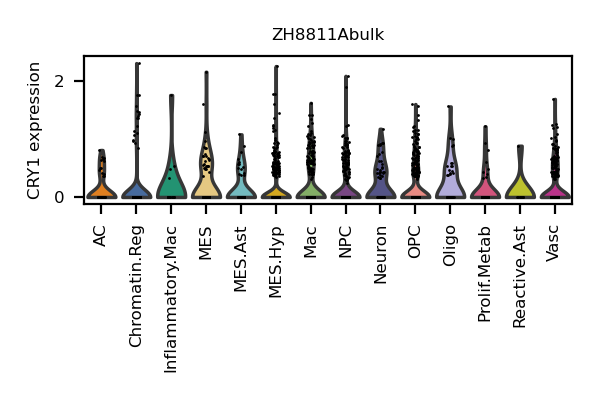 ZH8811Abulk
CRY1 expression
2
0
AC
Chromatin.Reg
Inflammatory.Mac
MES
MES.Ast
MES.Hyp
Mac
NPC
Neuron
OPC
Oligo
Prolif.Metab
Reactive.Ast
Vasc